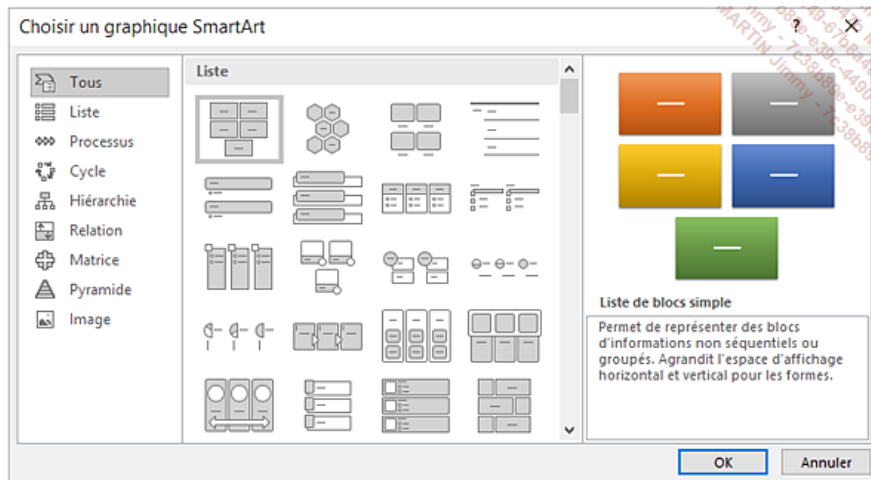 Choisir un graphique SmartArt
?
Tous
Liste
Processus
Cycle
Hiérarchie
Relation
Matrice
Pyramide
Image
Liste
Liste de blocs simple
Permet de représenter des blocs
d'informations non séquentiels ou
groupés. Agrandit l'espace d'affichage
horizontal et vertical pour les formes.
OK
Annuler
MARTIN Jimmy